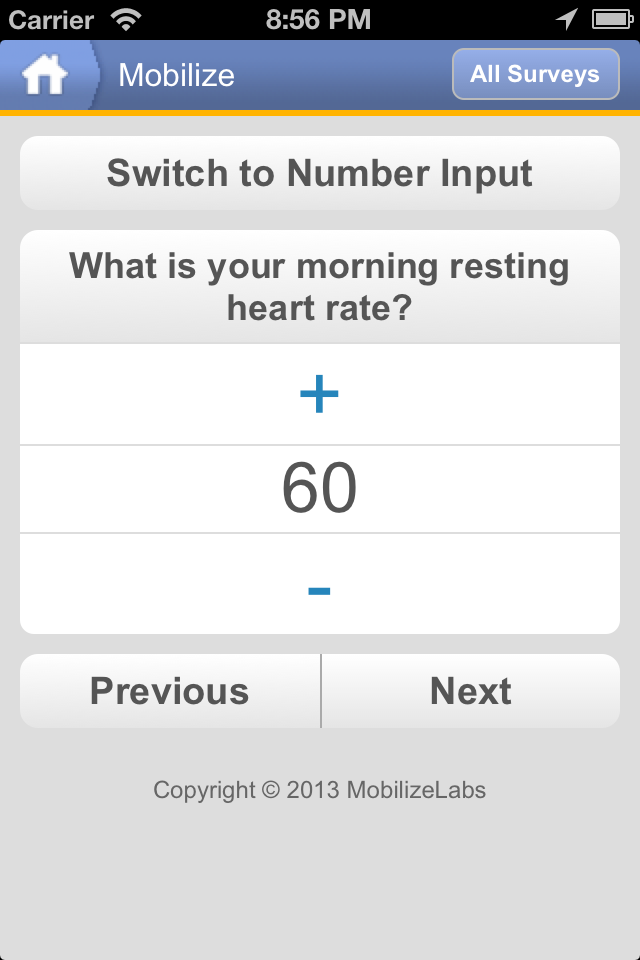 Carrier 8:56 PM
Mobilize All Surveys
Switch to Number Input
What is your morning resting
heart rate?
+
60
-
Previous Next
Copyright © 2013 MobilizeLabs